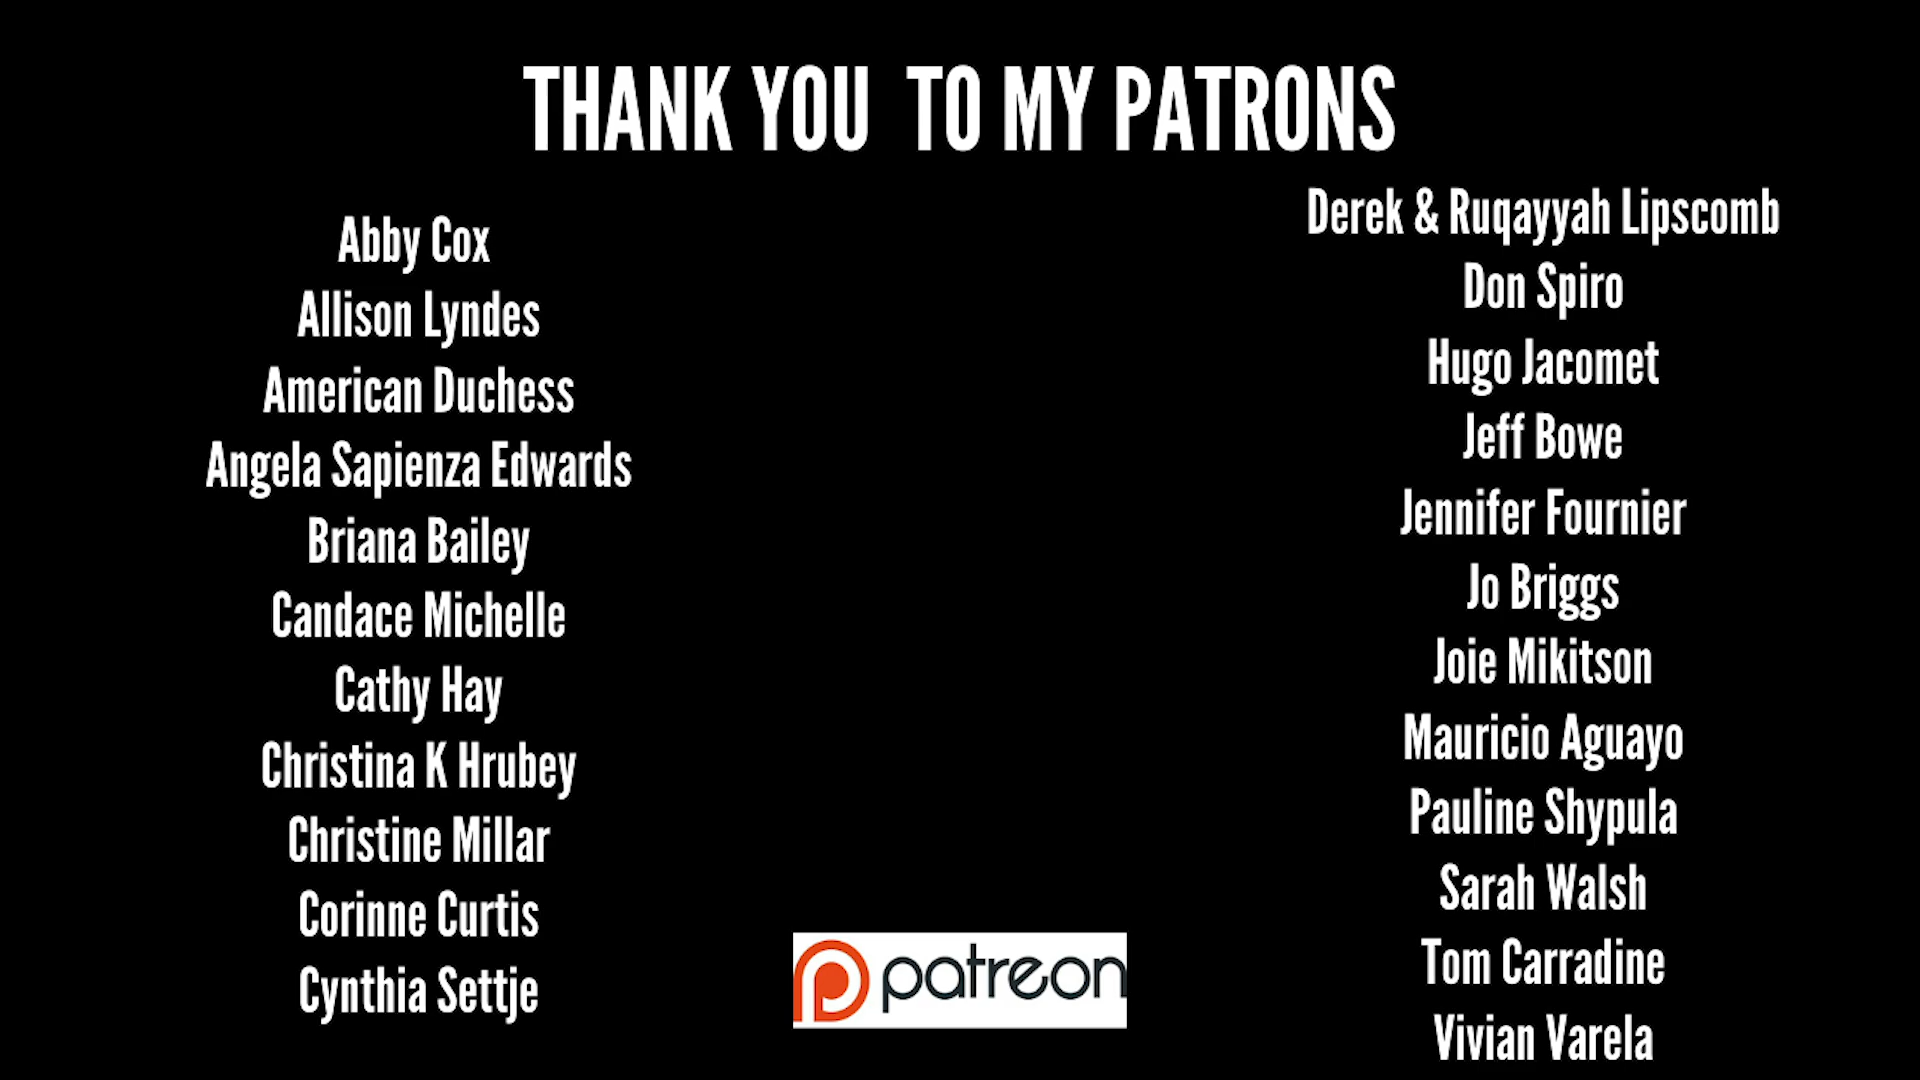 THANK YOU  TO MY PATRONS
Abby Cox
Allison Lyndes
American Duchess
Angela Sapienza Edwards
Briana Bailey
Candace Michelle
Cathy Hay
Christina K Hrubey
Christine Millar
Corinne Curtis
Cynthia Settje
Derek & Ruqayyah Lipscomb
Don Spiro
Hugo Jacomet
Jeff Bowe
Jennifer Fournier
Jo Briggs
Joie Mikitson
Mauricio Aguayo
Pauline Shypula
Sarah Walsh
Tom Carradine
Vivian Varela
patreon